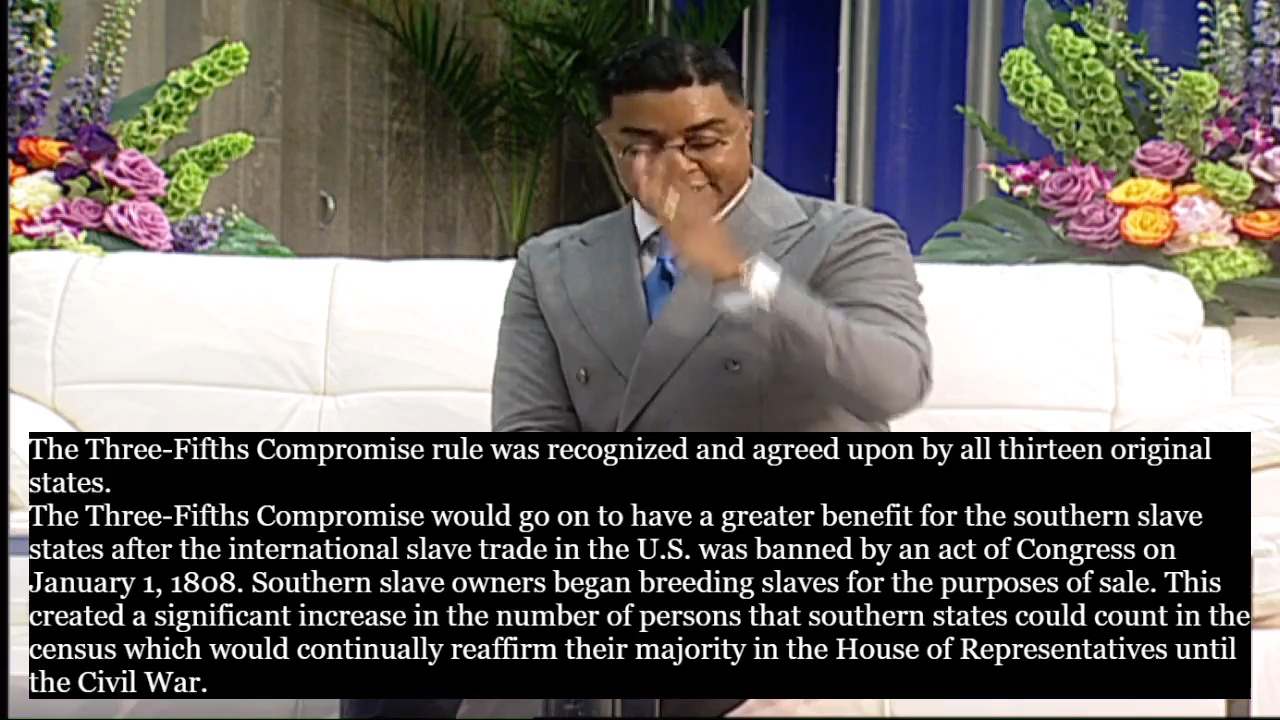 The Three-Fifths Compromise rule was recognized and agreed upon by all thirteen original
states.
The Three-Fifths Compromise would go on to have a greater benefit for the southern slave
states after the international slave trade in the U.S. was banned by an act of Congress on
January 1, 1808. Southern slave owners began breeding slaves for the purposes of sale. This
created a significant increase in the number of persons that southern states could count in the
census which would continually reaffirm their majority in the House of Representatives until
the Civil War.